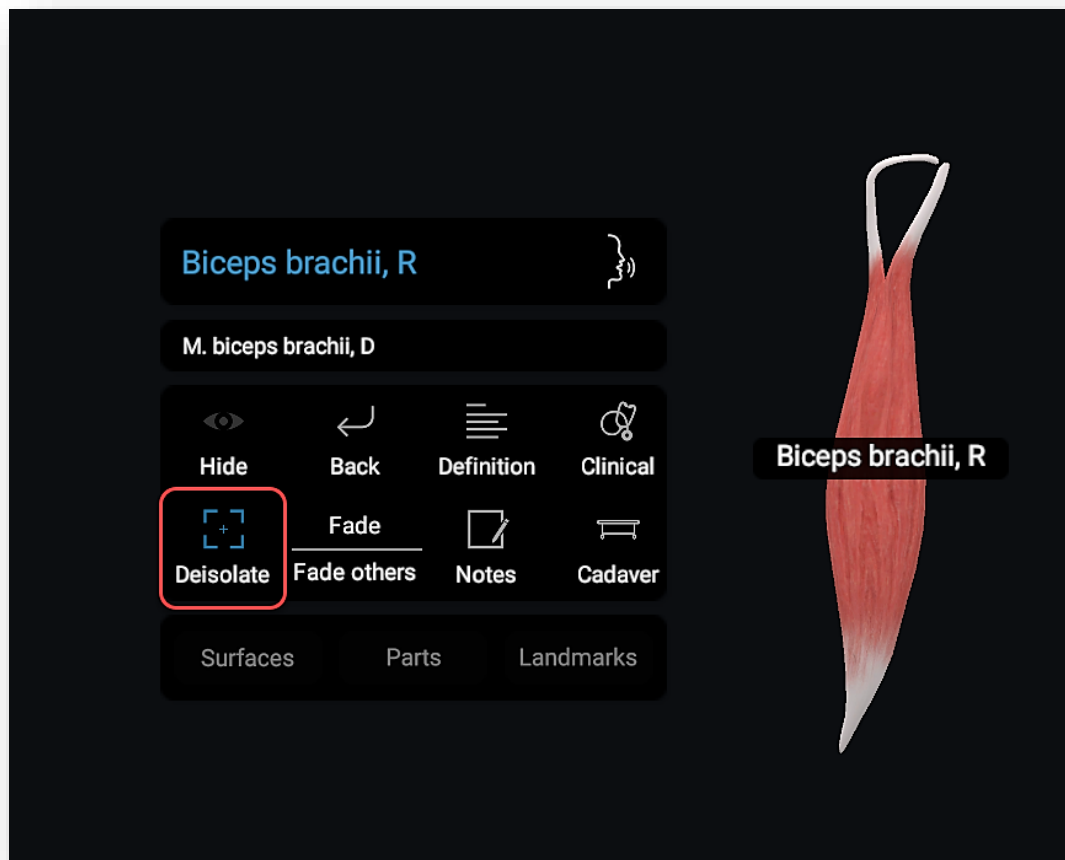 Biceps brachii, R
M. biceps brachii, D
Hide Back Definition Clinical
Deisolate Fade Fade others Notes Cadaver
Surfaces Parts Landmarks
Biceps brachii, R